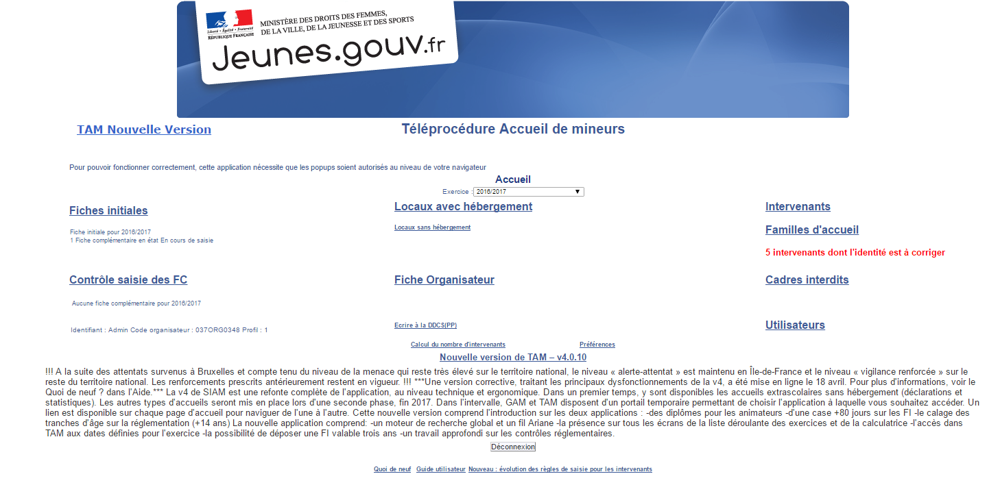 Liberté • Égalité • Fraternité
RÉPUBLIQUE FRANÇAISE
MINISTÈRE DES DROITS DES FEMMES,
DE LA VILLE, DE LA JEUNESSE ET DES SPORTS
Jeunes.gouv.fr
TAM Nouvelle Version
Téléprocédure Accueil de mineurs
Pour pouvoir fonctionner correctement, cette application nécessite que les popups soient autorisés au niveau de votre navigateur
Accueil
Exercice : 2016/2017
Fiches initiales
Locaux avec hébergement
Intervenants
Locaux sans hébergement
Familles d'accueil
Fiche initiale pour 2016/2017
1 Fiche complémentaire en état En cours de saisie
5 intervenants dont l'identité est à corriger
Contrôle saisie des FC
Fiche Organisateur
Cadres interdits
Aucune fiche complémentaire pour 2016/2017
Ecrire à la DDCS(PP)
Utilisateurs
Identifiant : Admin Code organisateur : 037ORG0348 Profil : 1
Calcul du nombre d'intervenants
Préférences
Nouvelle version de TAM – v4.0.10
!!! A la suite des attentats survenus à Bruxelles et compte tenu du niveau de la menace qui reste très élevé sur le territoire national, le niveau « alerte-attentat » est maintenu en Île-de-France et le niveau « vigilance renforcée » sur le
reste du territoire national. Les renforcements prescrits antérieurement restent en vigueur. !!! ***Une version corrective, traitant les principaux dysfonctionnements de la v4, a été mise en ligne le 18 avril. Pour plus d'informations, voir le
Quoi de neuf ? dans l'Aide.*** La v4 de SIAM est une refonte complète de l'application, au niveau technique et ergonomique. Dans un premier temps, y sont disponibles les accueils extrascolaires sans hébergement (déclarations et
statistiques). Les autres types d'accueils seront mis en place lors d'une seconde phase, fin 2017. Dans l'intervalle, GAM et TAM disposent d'un portail temporaire permettant de choisir l'application à laquelle vous souhaitez accéder. Un
lien est disponible sur chaque page d'accueil pour naviguer de l'une à l'autre. Cette nouvelle version comprend l'introduction sur les deux applications : -des diplômes pour les animateurs -d'une case +80 jours sur les FI -le calage des
tranches d'âge sur la réglementation (+14 ans) La nouvelle application comprend: -un moteur de recherche global et un fil Ariane -la présence sur tous les écrans de la liste déroulante des exercices et de la calculatrice -l'accès dans
TAM aux dates définies pour l'exercice -la possibilité de déposer une FI valable trois ans -un travail approfondi sur les contrôles réglementaires.
Déconnexion
Quoi de neuf Guide utilisateur Nouveau : évolution des règles de saisie pour les intervenants